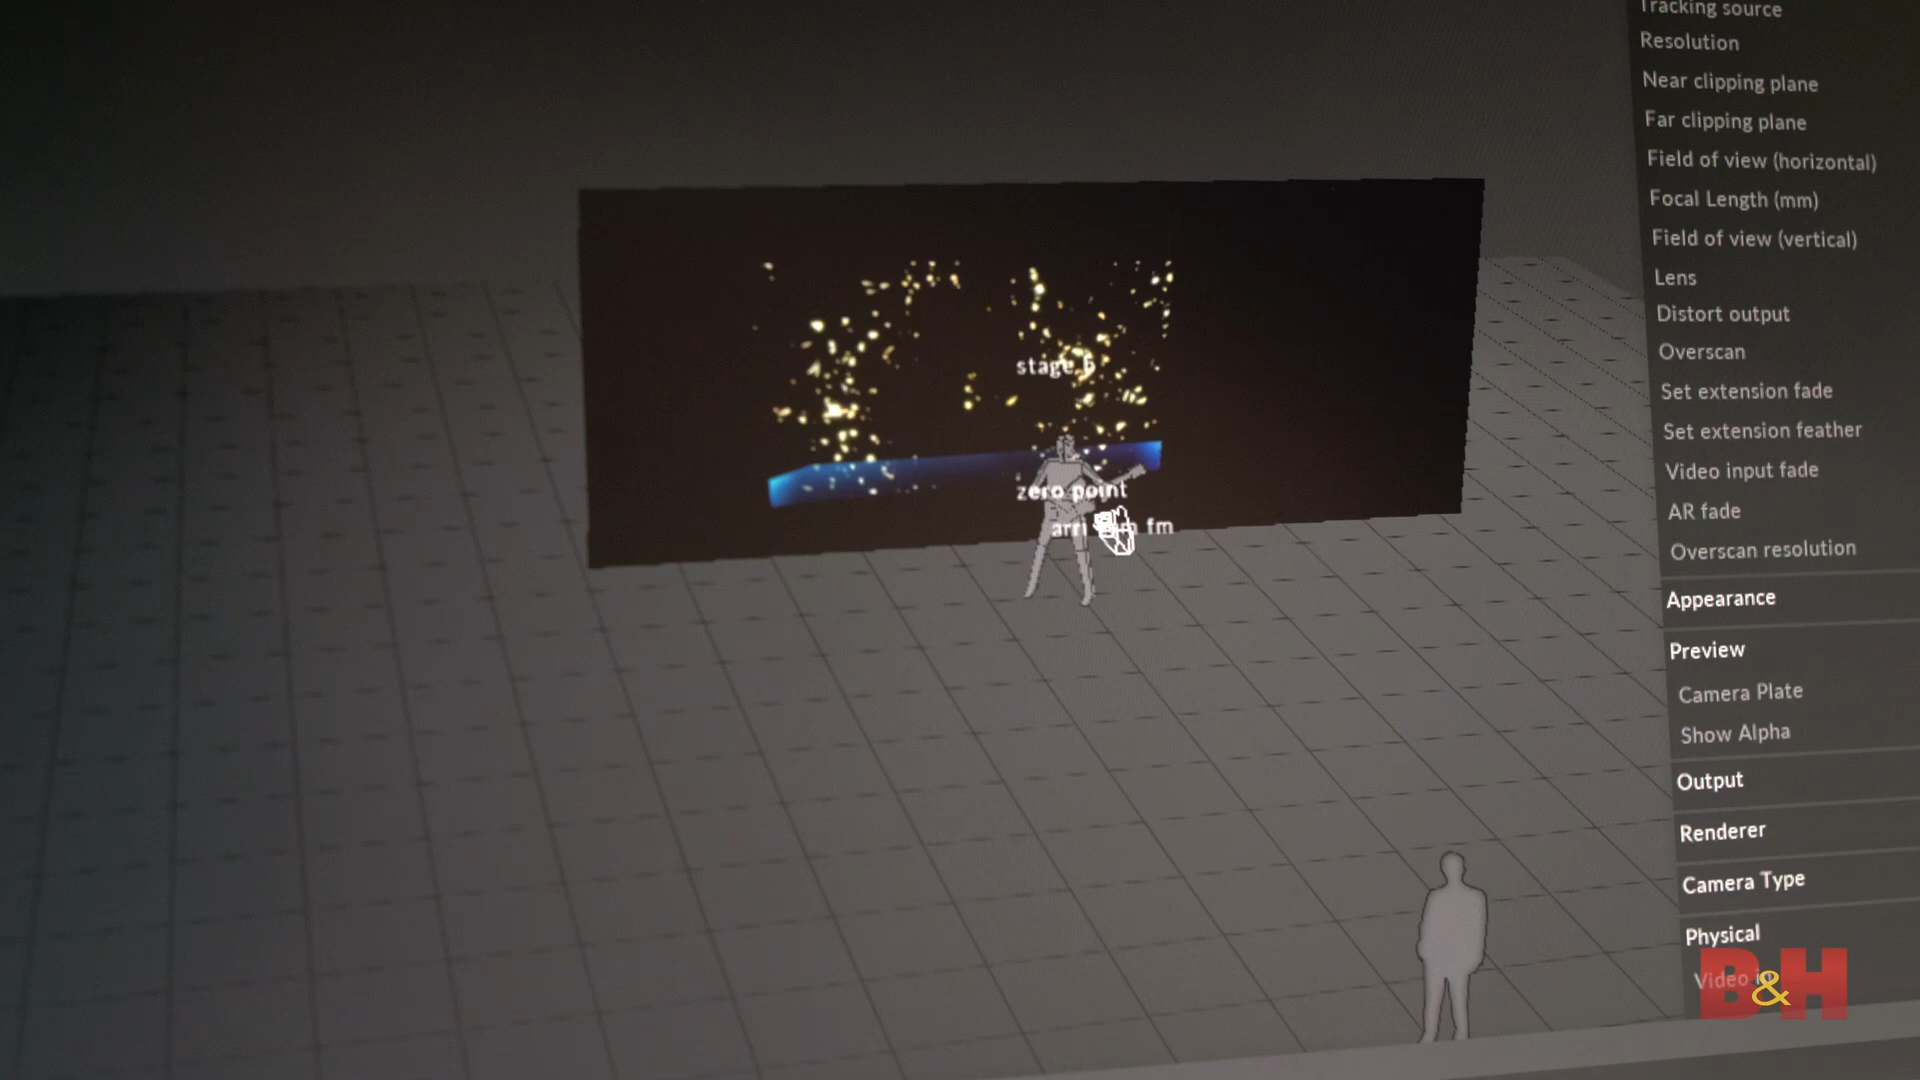 Tracking source
Resolution
Near clipping plane
Far clipping plane
Field of view (horizontal)
Focal Length (mm)
Field of view (vertical)
Lens
Distort output
Overscan
Set extension fade
Set extension feather
Video input fade
AR fade
Overscan resolution
Appearance
Preview
Camera Plate
Show Alpha
Output
Renderer
Camera Type
Physical
Video
B&H
stage
zero point
arri fm